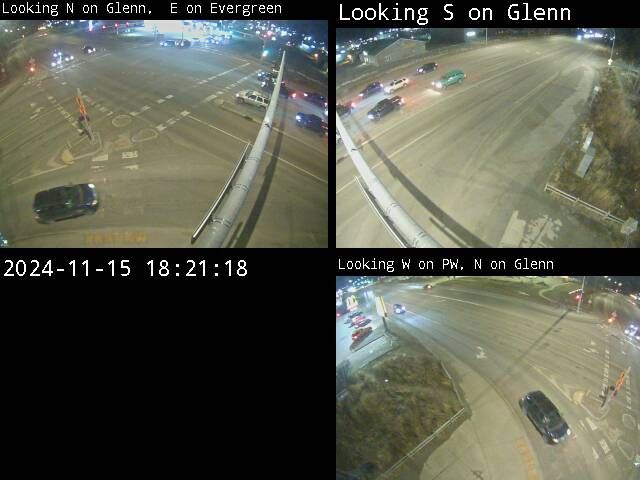 Looking N on Glenn,  E on Evergreen
Looking S on Glenn
2024-11-15 18:21:18
Looking W on PW, N on Glenn